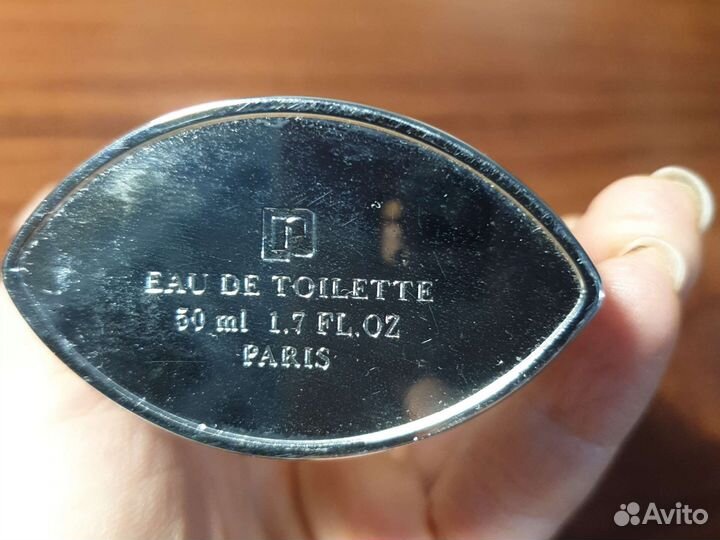 EAU DE TOILETTE
50 ml 1.7 FL.OZ
PARIS
Avito